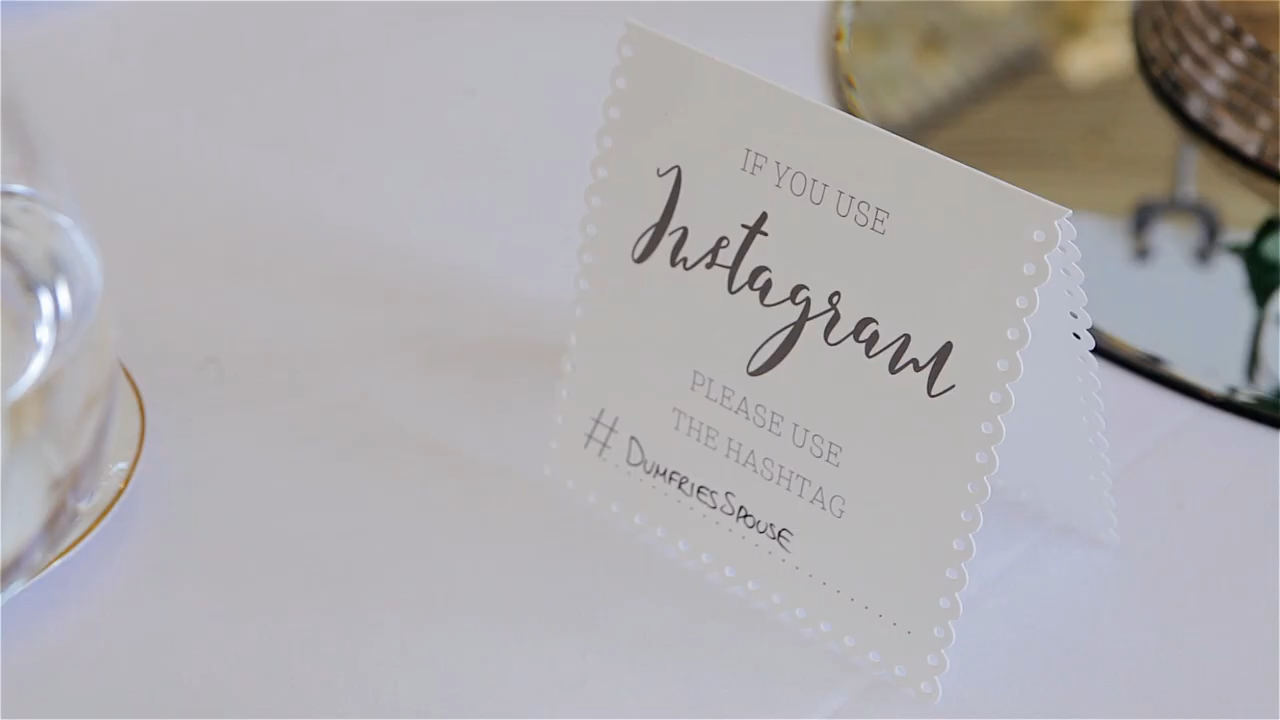 IF YOU USE
Instagram
PLEASE USE
THE HASHTAG
# DUMFRIESSPOUSE